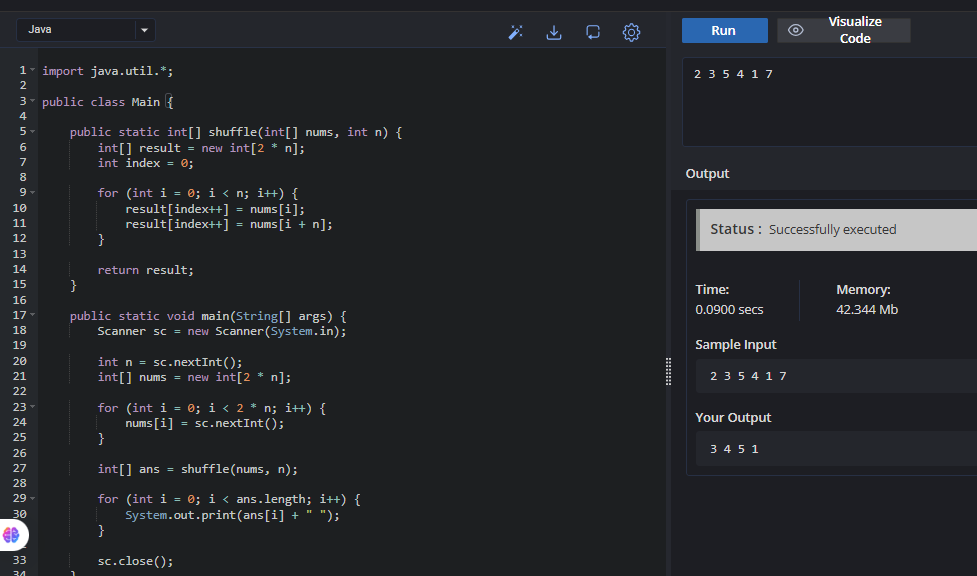 Java
Run
Visualize
Code
1 import java.util.*;
2
3 public class Main {
4
5     public static int[] shuffle(int[] nums, int n) {
6         int[] result = new int[2 * n];
7         int index = 0;
8
9         for (int i = 0; i < n; i++) {
10             result[index++] = nums[i];
11             result[index++] = nums[i + n];
12         }
13
14         return result;
15     }
16
17     public static void main(String[] args) {
18         Scanner sc = new Scanner(System.in);
19
20         int n = sc.nextInt();
21         int[] nums = new int[2 * n];
22
23         for (int i = 0; i < 2 * n; i++) {
24             nums[i] = sc.nextInt();
25         }
26
27         int[] ans = shuffle(nums, n);
28
29         for (int i = 0; i < ans.length; i++) {
30             System.out.print(ans[i] + " ");
        }
33         sc.close();
34     }
2 3 5 4 1 7
Output
Status : Successfully executed
Time:
0.0900 secs
Memory:
42.344 Mb
Sample Input
2 3 5 4 1 7
Your Output
3 4 5 1